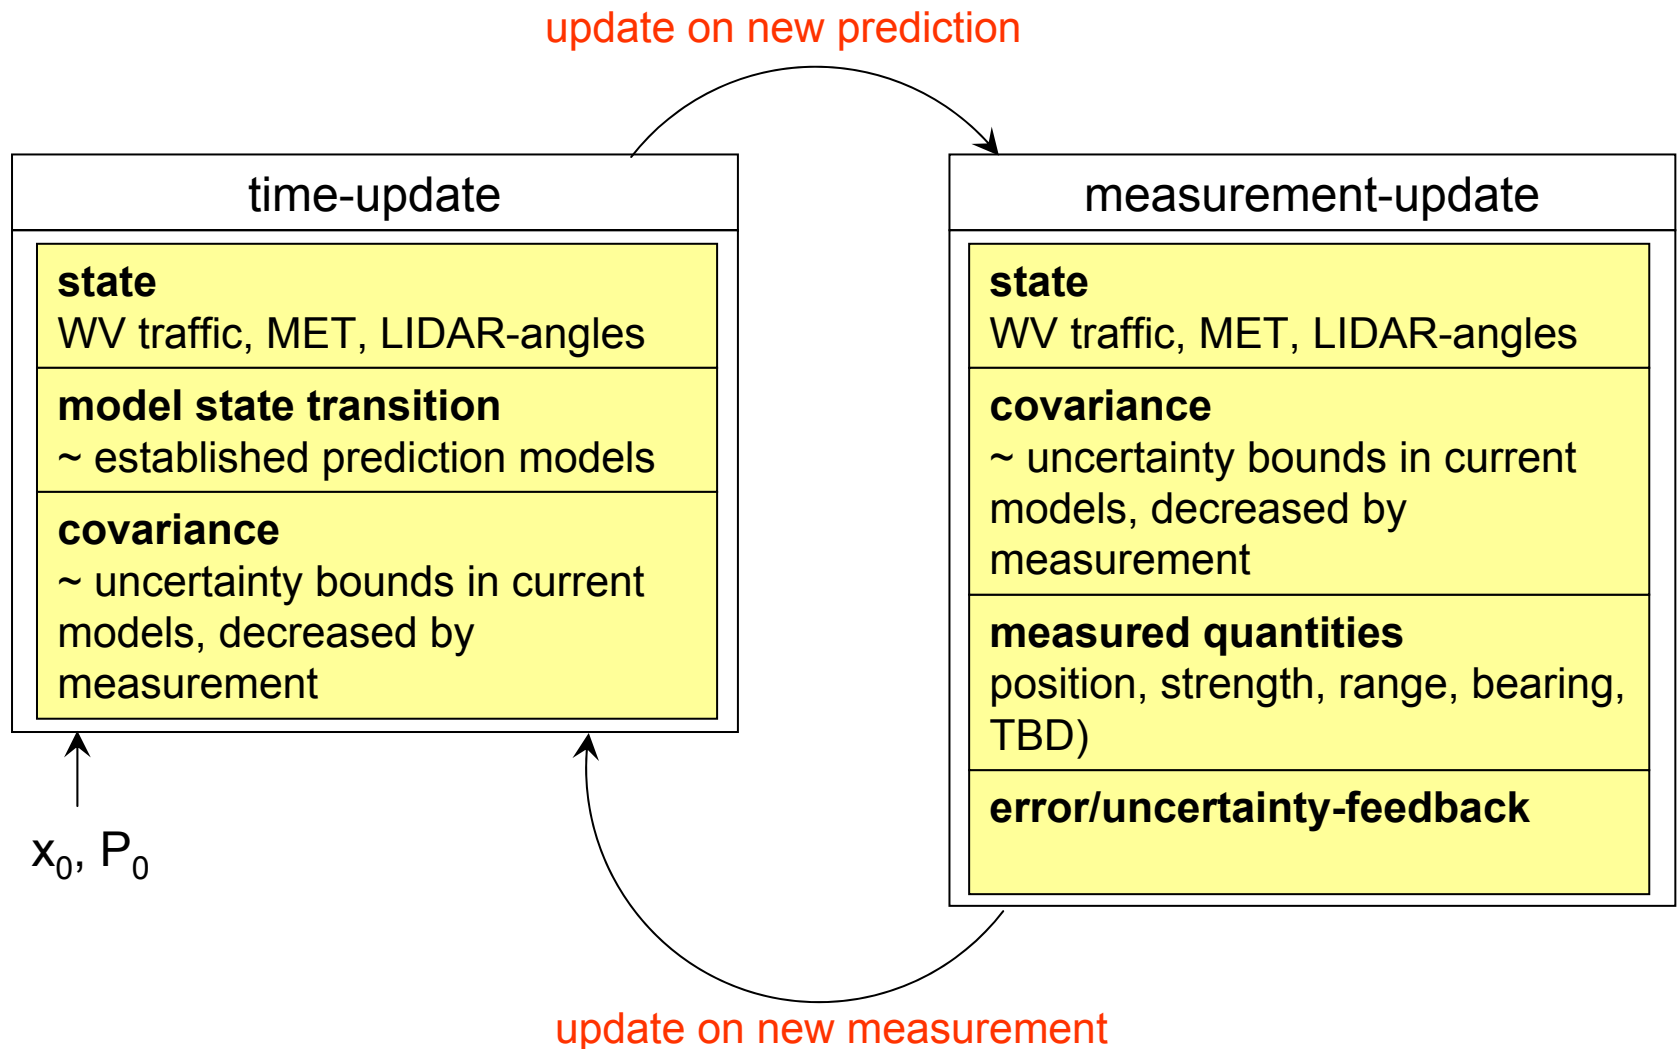 update on new prediction
time-update
state
WV traffic, MET, LIDAR-angles
model state transition
~ established prediction models
covariance
~ uncertainty bounds in current
models, decreased by
measurement
x₀, P₀
measurement-update
state
WV traffic, MET, LIDAR-angles
covariance
~ uncertainty bounds in current
models, decreased by
measurement
measured quantities
position, strength, range, bearing,
TBD)
error/uncertainty-feedback
update on new measurement